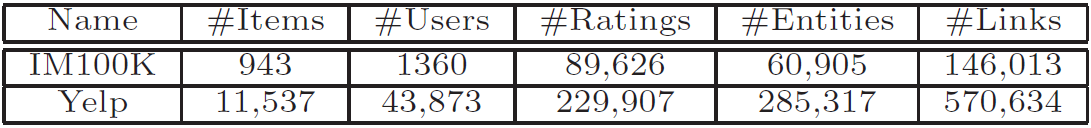 Name #Items #Users #Ratings #Entities #Links
IM100K 943 1360 89,626 60,905 146,013
Yelp 11,537 43,873 229,907 285,317 570,634